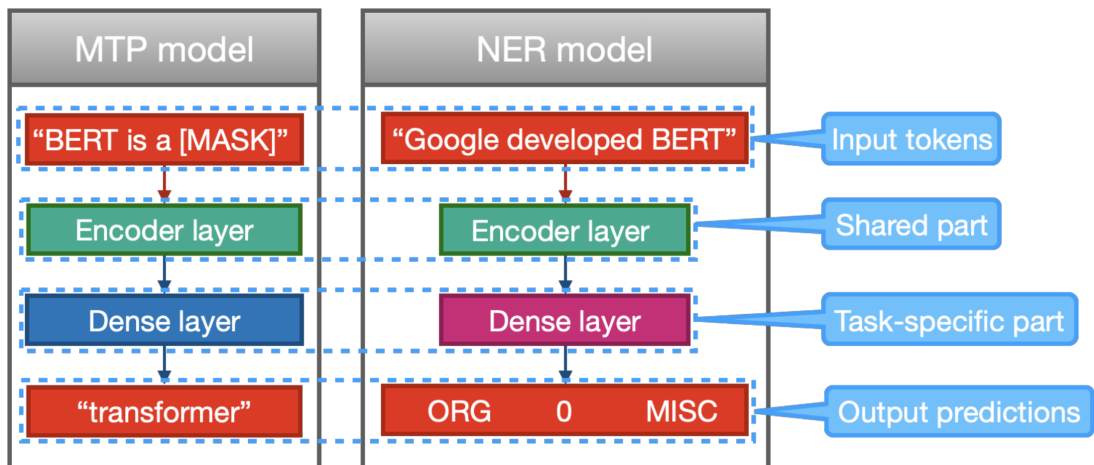 MTP model
NER model
“BERT is a [MASK]”
“Google developed BERT”
Input tokens
Encoder layer
Encoder layer
Shared part
Dense layer
Dense layer
Task-specific part
“transformer”
ORG 0 MISC
Output predictions